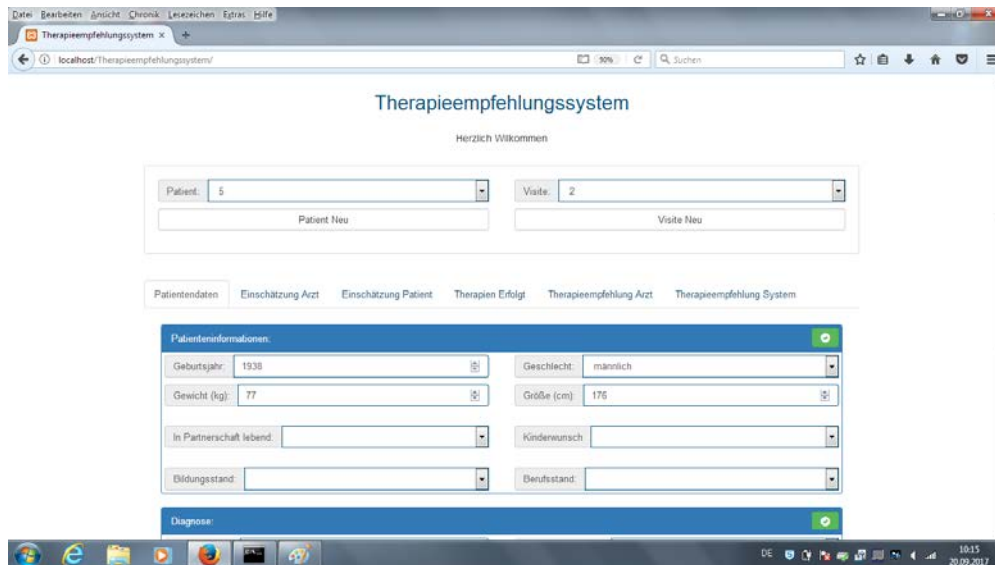 Datei Bearbeiten Ansicht Chronik Lesezeichen Extras Hilfe
Therapieempfehlungssystem × +
localhost/Therapieempfehlungssystem/ 90% Suchen
Therapieempfehlungssystem
Herzlich Wilkommen
Patient: 5 Visite: 2
Patient Neu Visite Neu
Patientendaten Einschätzung Arzt Einschätzung Patient Therapien Erfolgt Therapieempfehlung Arzt Therapieempfehlung System
Patienteninformationen:
Geburtsjahr: 1938 Geschlecht: männlich
Gewicht (kg): 77 Größe (cm): 176
In Partnerschaft lebend: Kinderwunsch
Bildungsstand: Berufsstand:
Diagnose:
DE 10:15
20.09.2017